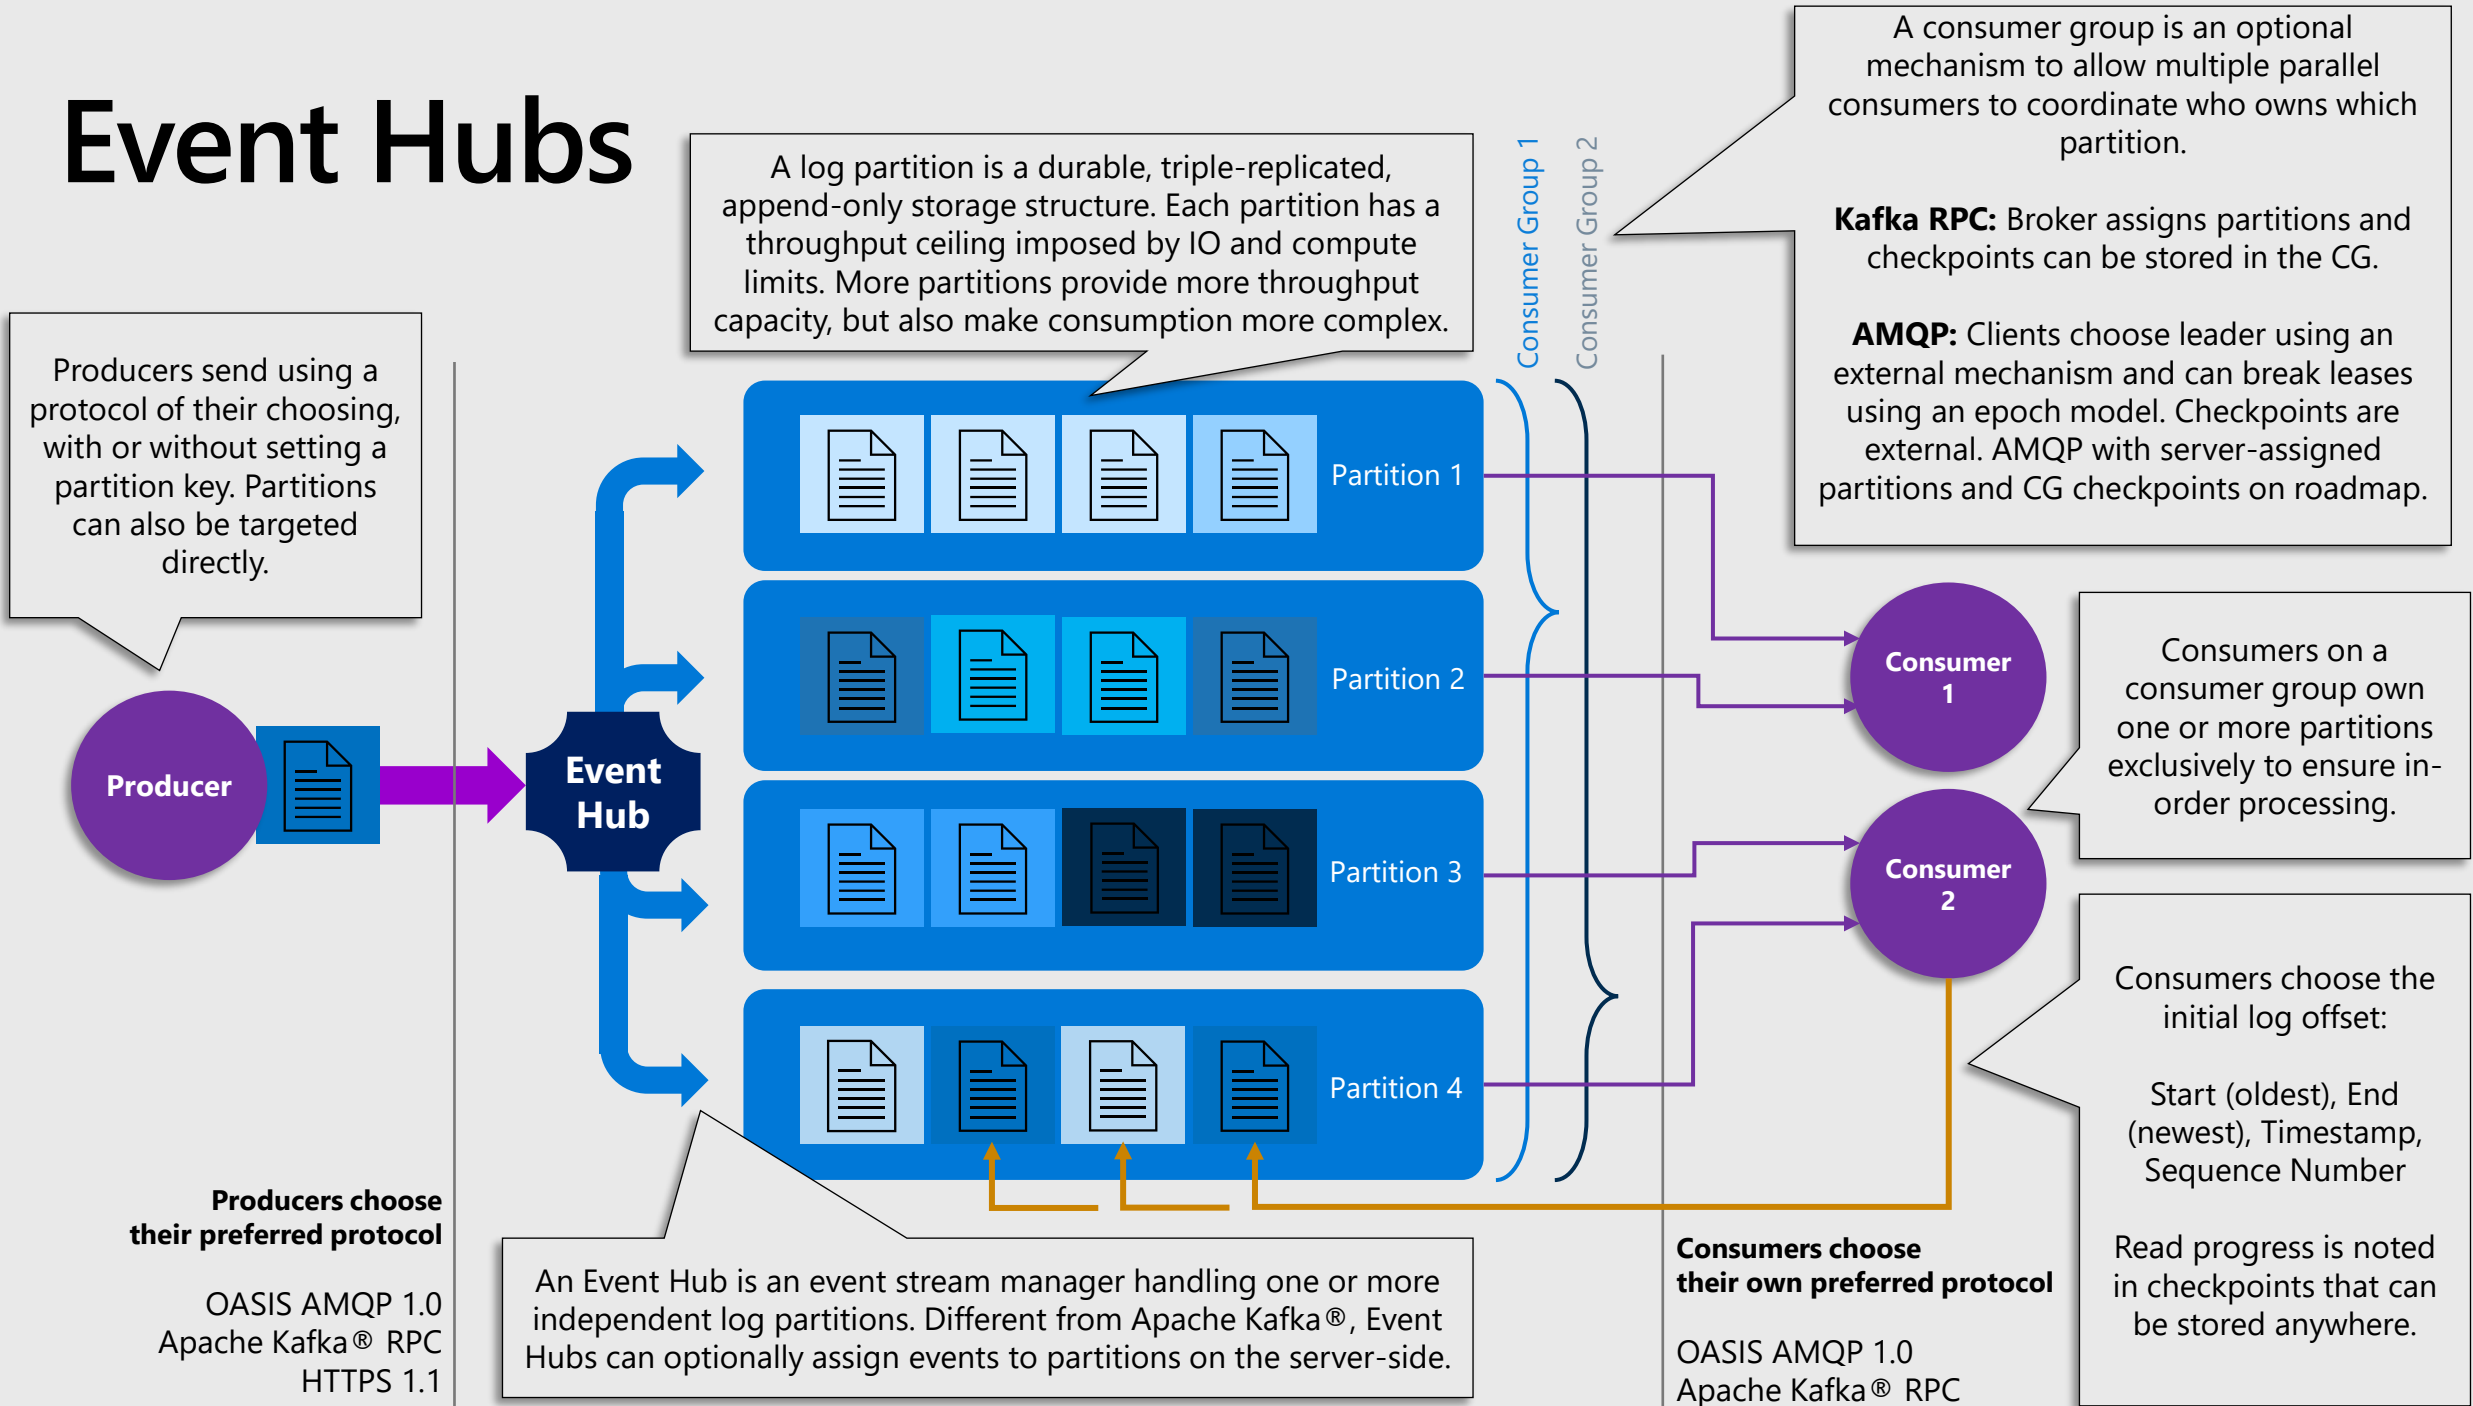 Event Hubs
A log partition is a durable, triple-replicated,
append-only storage structure. Each partition has a
throughput ceiling imposed by IO and compute
limits. More partitions provide more throughput
capacity, but also make consumption more complex.
Consumer Group 1
Consumer Group 2
A consumer group is an optional
mechanism to allow multiple parallel
consumers to coordinate who owns which
partition.
Kafka RPC: Broker assigns partitions and
checkpoints can be stored in the CG.
AMQP: Clients choose leader using an
external mechanism and can break leases
using an epoch model. Checkpoints are
external. AMQP with server-assigned
partitions and CG checkpoints on roadmap.
Producers send using a
protocol of their choosing,
with or without setting a
partition key. Partitions
can also be targeted
directly.
Producer
Event
Hub
Partition 1
Partition 2
Partition 3
Partition 4
Consumer
1
Consumer
2
Consumers on a
consumer group own
one or more partitions
exclusively to ensure in-
order processing.
Consumers choose the
initial log offset:
Start (oldest), End
(newest), Timestamp,
Sequence Number
Read progress is noted
in checkpoints that can
be stored anywhere.
Producers choose
their preferred protocol
OASIS AMQP 1.0
Apache Kafka® RPC
HTTPS 1.1
An Event Hub is an event stream manager handling one or more
independent log partitions. Different from Apache Kafka®, Event
Hubs can optionally assign events to partitions on the server-side.
Consumers choose
their own preferred protocol
OASIS AMQP 1.0
Apache Kafka® RPC